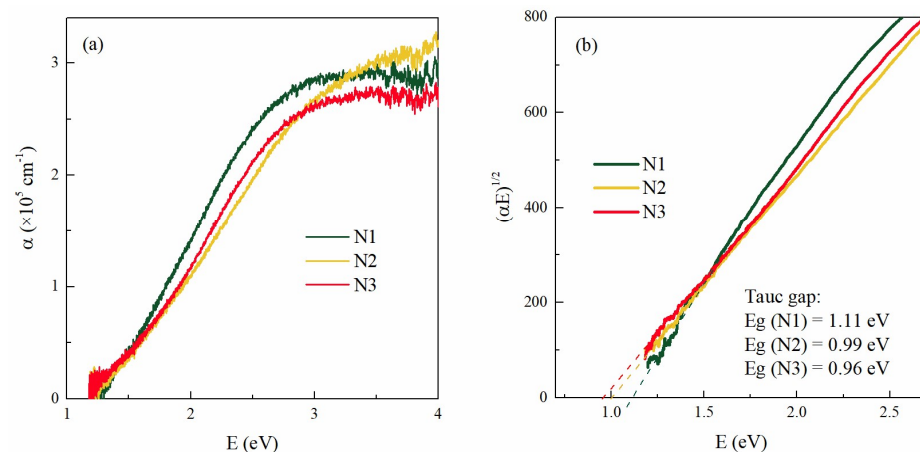 (a)
3
2
1
0
α (×10⁵ cm⁻¹)
N1
N2
N3
1
2
3
4
E (eV)
(b)
800
600
400
200
0
(αE)¹ᐟ²
N1
N2
N3
Tauc gap:
Eg (N1) = 1.11 eV
Eg (N2) = 0.99 eV
Eg (N3) = 0.96 eV
1.0
1.5
2.0
2.5
E (eV)